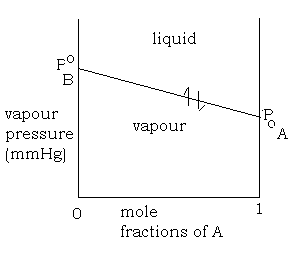 liquid
P o
B
vapour
pressure
(mmHg)
vapour
P o
A
0
mole
fractions of A
1